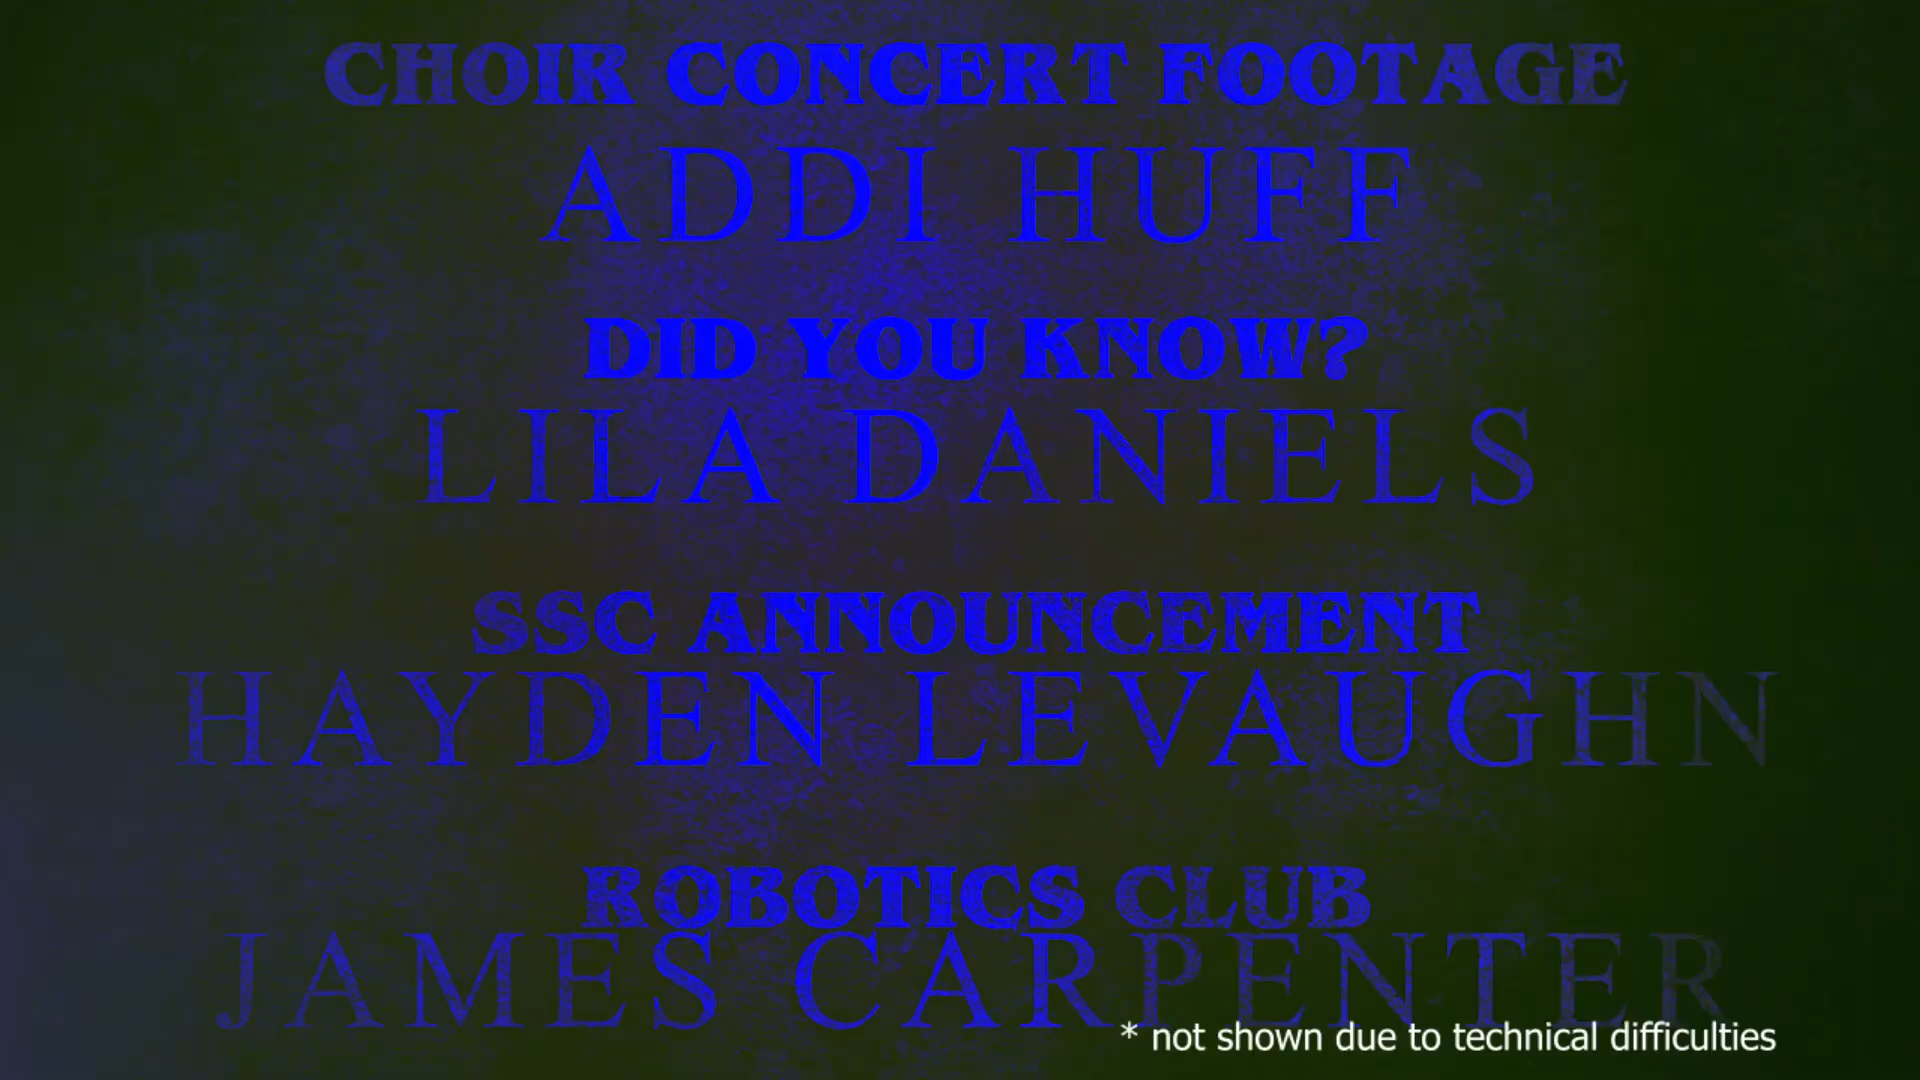 CHOIR CONCERT FOOTAGE
ADDI HUFF
DID YOU KNOW?
LILA DANIELS
SSC ANNOUNCEMENT
HAYDEN LEVAUGHN
ROBOTICS CLUB
JAMES CARPENTER
* not shown due to technical difficulties